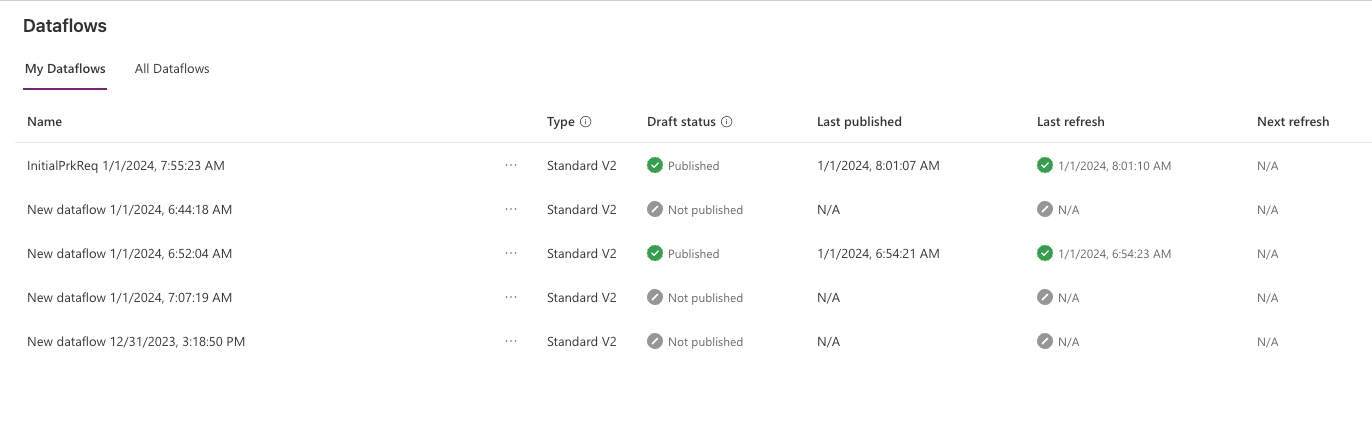 Dataflows
My Dataflows All Dataflows
Name Type Draft status Last published Last refresh Next refresh
InitialPrkReq 1/1/2024, 7:55:23 AM ... Standard V2 Published 1/1/2024, 8:01:07 AM 1/1/2024, 8:01:10 AM N/A
New dataflow 1/1/2024, 6:44:18 AM ... Standard V2 Not published N/A N/A N/A
New dataflow 1/1/2024, 6:52:04 AM ... Standard V2 Published 1/1/2024, 6:54:21 AM 1/1/2024, 6:54:23 AM N/A
New dataflow 1/1/2024, 7:07:19 AM ... Standard V2 Not published N/A N/A N/A
New dataflow 12/31/2023, 3:18:50 PM ... Standard V2 Not published N/A N/A N/A